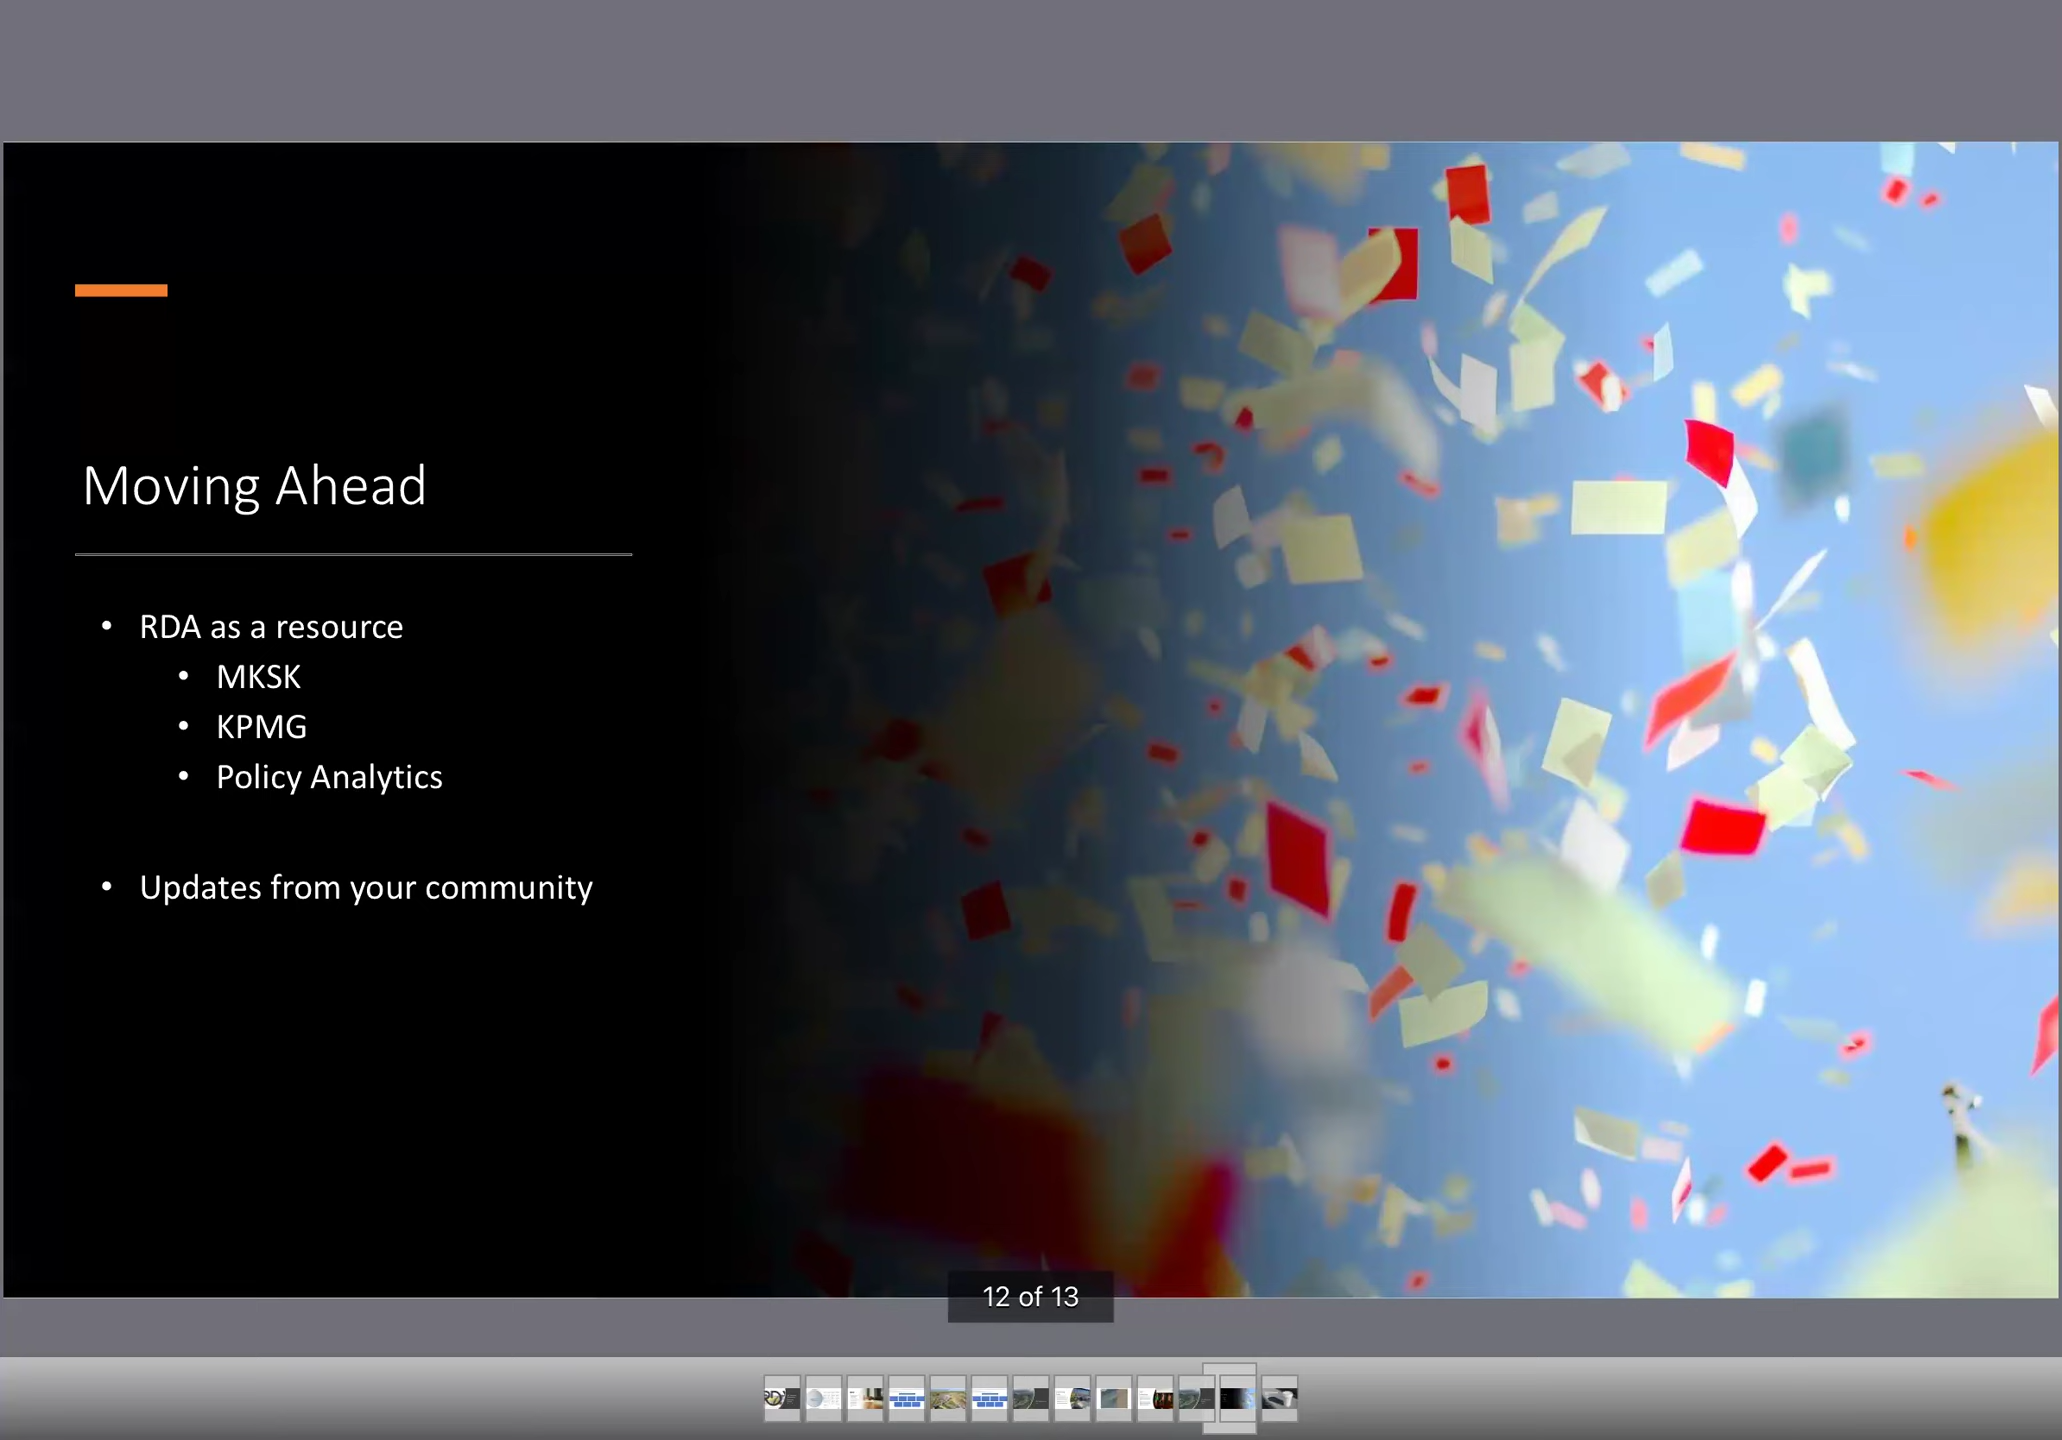 Moving Ahead
• RDA as a resource
• MKSK
• KPMG
• Policy Analytics
• Updates from your community
12 of 13